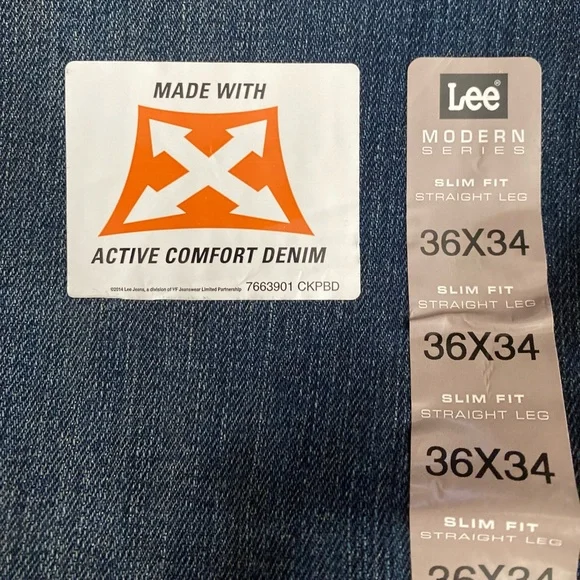 MADE WITH
ACTIVE COMFORT DENIM
©2014 Lee Jeans, a division of VF Jeanswear Limited Partnership 7663901 CKPBD
Lee®
MODERN
SERIES
SLIM FIT
STRAIGHT LEG
36X34
SLIM FIT
STRAIGHT LEG
36X34
SLIM FIT
STRAIGHT LEG
36X34
SLIM FIT
STRAIGHT LEG
36X34